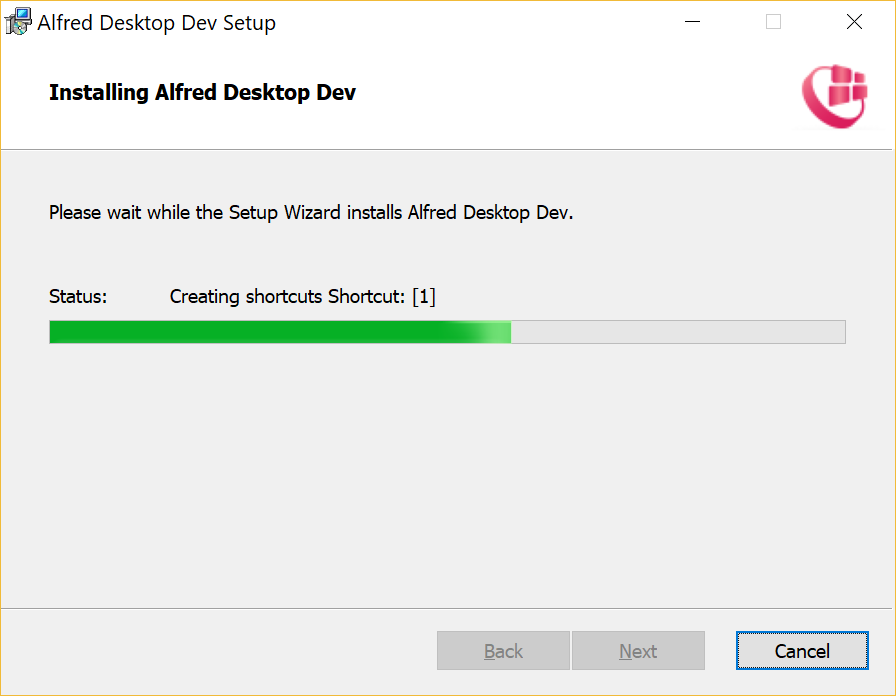 Alfred Desktop Dev Setup
Installing Alfred Desktop Dev
Please wait while the Setup Wizard installs Alfred Desktop Dev.
Status: Creating shortcuts Shortcut: [1]
Back Next Cancel